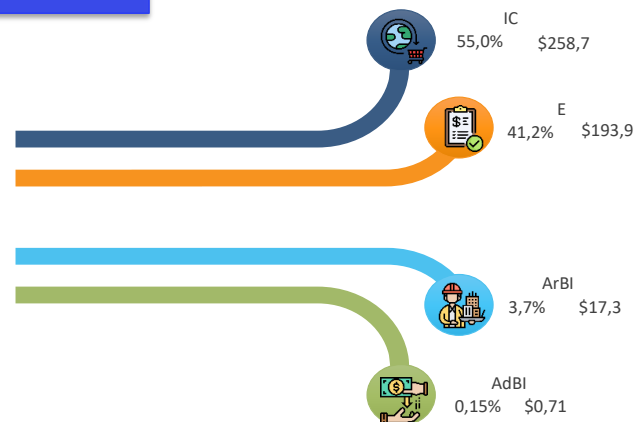 IC
55,0% $258,7
E
41,2% $193,9
ArBI
3,7% $17,3
AdBI
0,15% $0,71